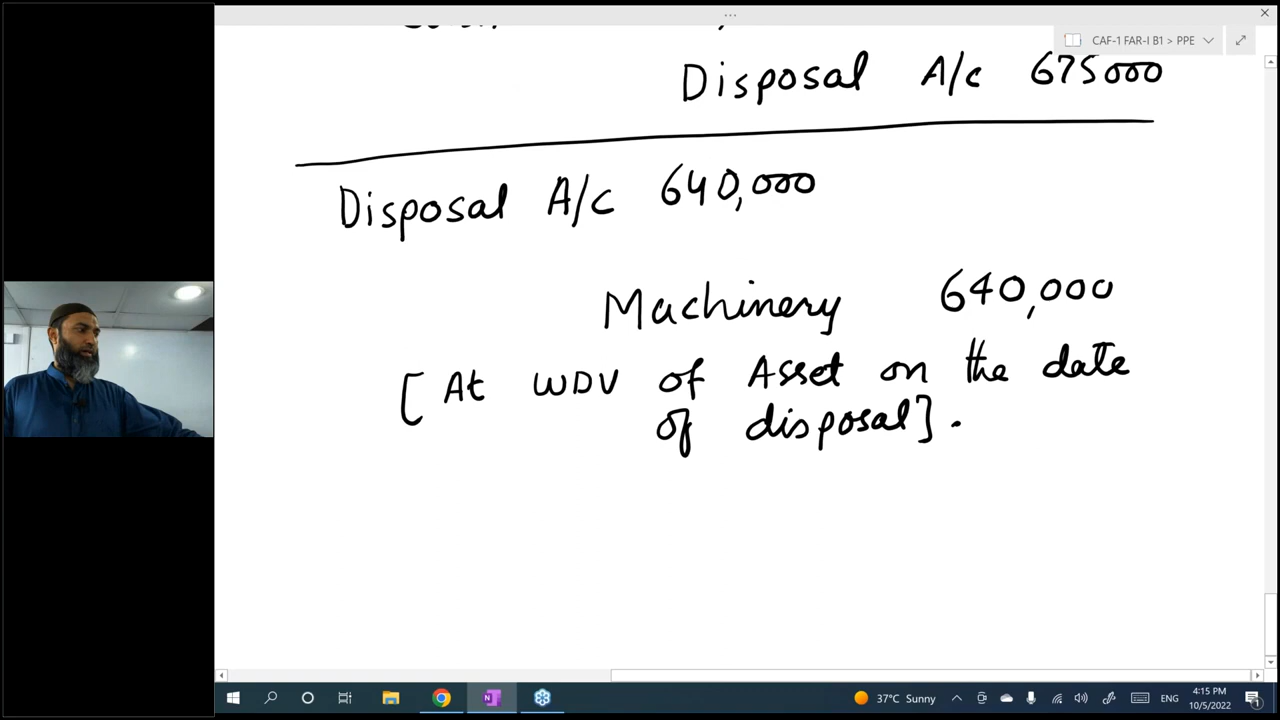 CAF-1 FAR-I B1 > PPE
Disposal A/c 675000
Disposal A/c 640,000
Machinery 640,000
[At WDV of Asset on the date
of disposal].
37°C Sunny
ENG
4:15 PM
10/5/2022